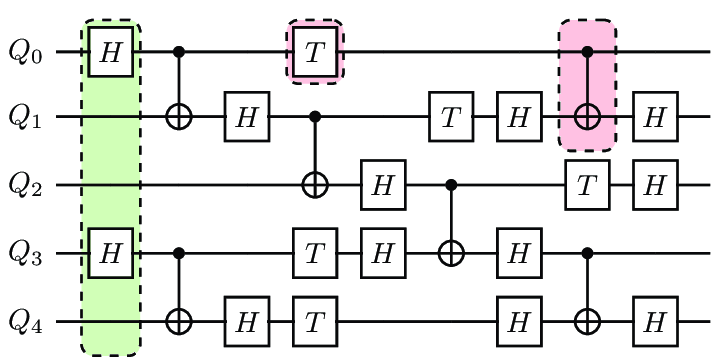 Q₀ H T
Q₁ H T H H
Q₂ H T H
Q₃ H T H H
Q₄ H T H H